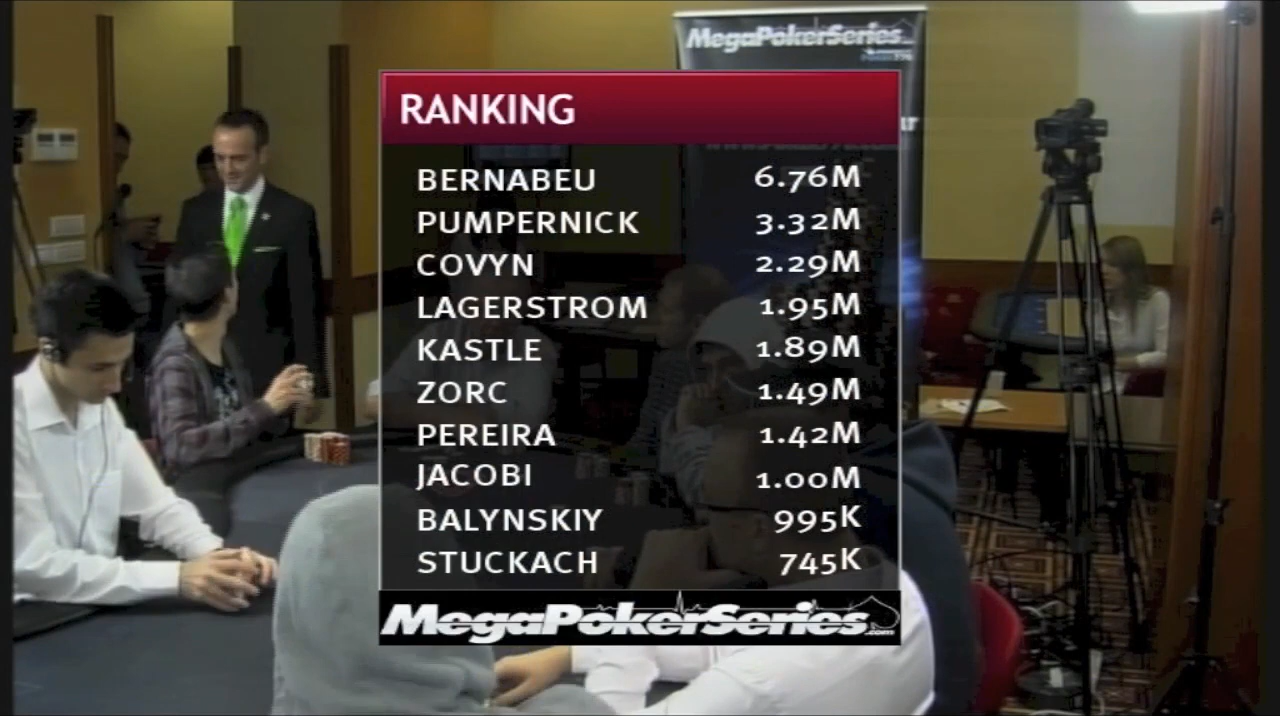 MegaPokerSeries
RANKING
BERNABEU 6.76M
PUMPERNICK 3.32M
COVYN 2.29M
LAGERSTROM 1.95M
KASTLE 1.89M
ZORC 1.49M
PEREIRA 1.42M
JACOBI 1.00M
BALYNSKIY 995K
STUCKACH 745K
MegaPokerSeries.com